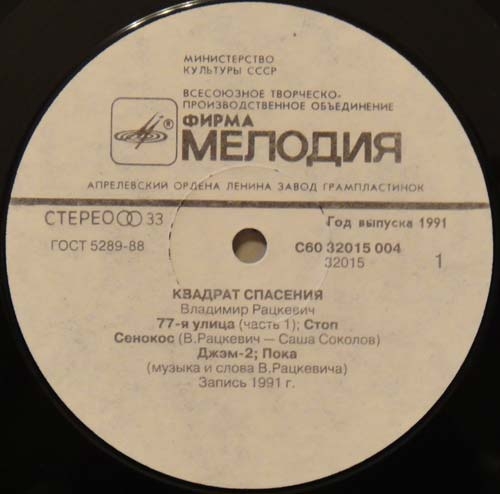 МИНИСТЕРСТВО
КУЛЬТУРЫ СССР
ВСЕСОЮЗНОЕ ТВОРЧЕСКО-
ПРОИЗВОДСТВЕННОЕ ОБЪЕДИНЕНИЕ
ФИРМА
® МЕЛОДИЯ
АПРЕЛЕВСКИЙ ОРДЕНА ЛЕНИНА ЗАВОД ГРАМПЛАСТИНОК
СТЕРЕО 33 Год выпуска 1991
ГОСТ 5289-88 С60 32015 004
32015 1
КВАДРАТ СПАСЕНИЯ
Владимир Рацкевич
77-я улица (часть 1); Стоп
Сенокос (В.Рацкевич — Саша Соколов)
Джэм-2; Пока
(музыка и слова В.Рацкевича)
Запись 1991 г.